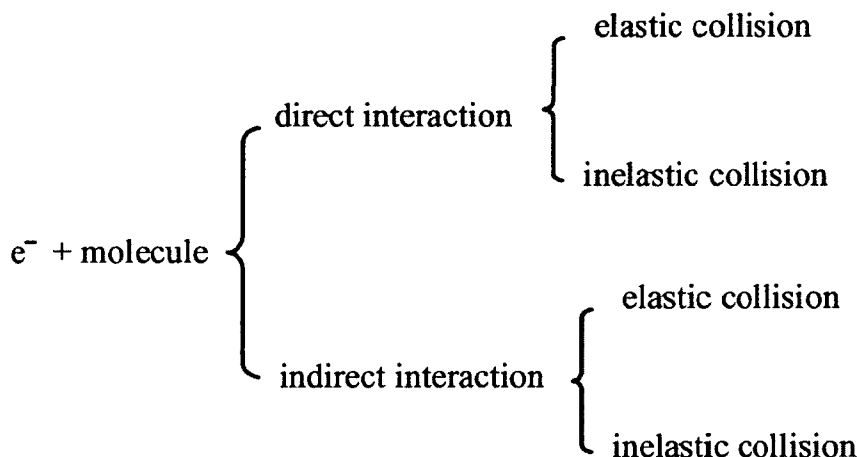 elastic collision
direct interaction
inelastic collision
e⁻ + molecule
elastic collision
indirect interaction
inelastic collision